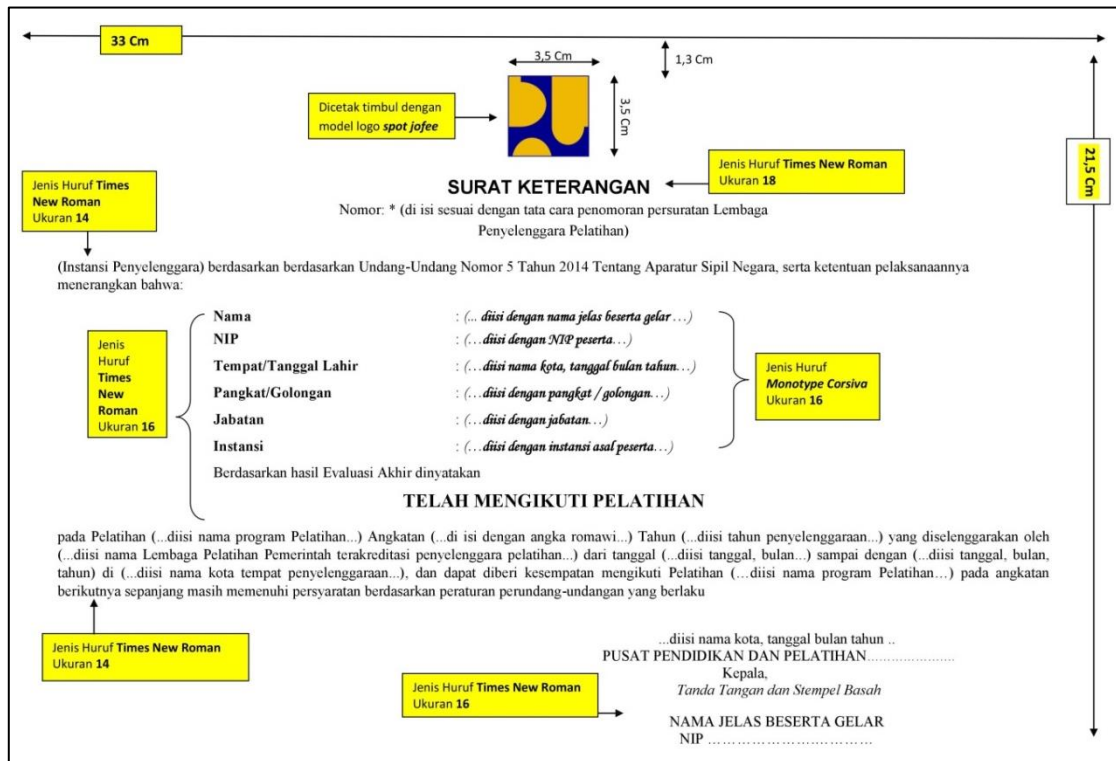 33 Cm
3,5 Cm
1,3 Cm
Dicetak timbul dengan
model logo spot jofee
3,5 Cm
21,5 Cm
Jenis Huruf Times New Roman
Ukuran 18
SURAT KETERANGAN
Jenis Huruf Times
New Roman
Ukuran 14
Nomor: * (di isi sesuai dengan tata cara penomoran persuratan Lembaga
Penyelenggara Pelatihan)
(Instansi Penyelenggara) berdasarkan berdasarkan Undang-Undang Nomor 5 Tahun 2014 Tentang Aparatur Sipil Negara, serta ketentuan pelaksanaannya
menerangkan bahwa:
Jenis
Huruf
Times
New
Roman
Ukuran 16
Nama : (... diisi dengan nama jelas beserta gelar ...)
NIP : (...diisi dengan NIP peserta...)
Tempat/Tanggal Lahir : (...diisi nama kota, tanggal bulan tahun...)
Pangkat/Golongan : (...diisi dengan pangkat / golongan...)
Jabatan : (...diisi dengan jabatan...)
Instansi : (...diisi dengan instansi asal peserta...)
Jenis Huruf
Monotype Corsiva
Ukuran 16
Berdasarkan hasil Evaluasi Akhir dinyatakan
TELAH MENGIKUTI PELATIHAN
pada Pelatihan (...diisi nama program Pelatihan...) Angkatan (...di isi dengan angka romawi...) Tahun (...diisi tahun penyelenggaraan...) yang diselenggarakan oleh
(...diisi nama Lembaga Pelatihan Pemerintah terakreditasi penyelenggara pelatihan...) dari tanggal (...diisi tanggal, bulan...) sampai dengan (...diisi tanggal, bulan,
tahun) di (...diisi nama kota tempat penyelenggaraan...), dan dapat diberi kesempatan mengikuti Pelatihan (...diisi nama program Pelatihan...) pada angkatan
berikutnya sepanjang masih memenuhi persyaratan berdasarkan peraturan perundang-undangan yang berlaku
Jenis Huruf Times New Roman
Ukuran 14
...diisi nama kota, tanggal bulan tahun ..
PUSAT PENDIDIKAN DAN PELATIHAN.....................
Kepala,
Tanda Tangan dan Stempel Basah
Jenis Huruf Times New Roman
Ukuran 16
NAMA JELAS BESERTA GELAR
NIP ................................